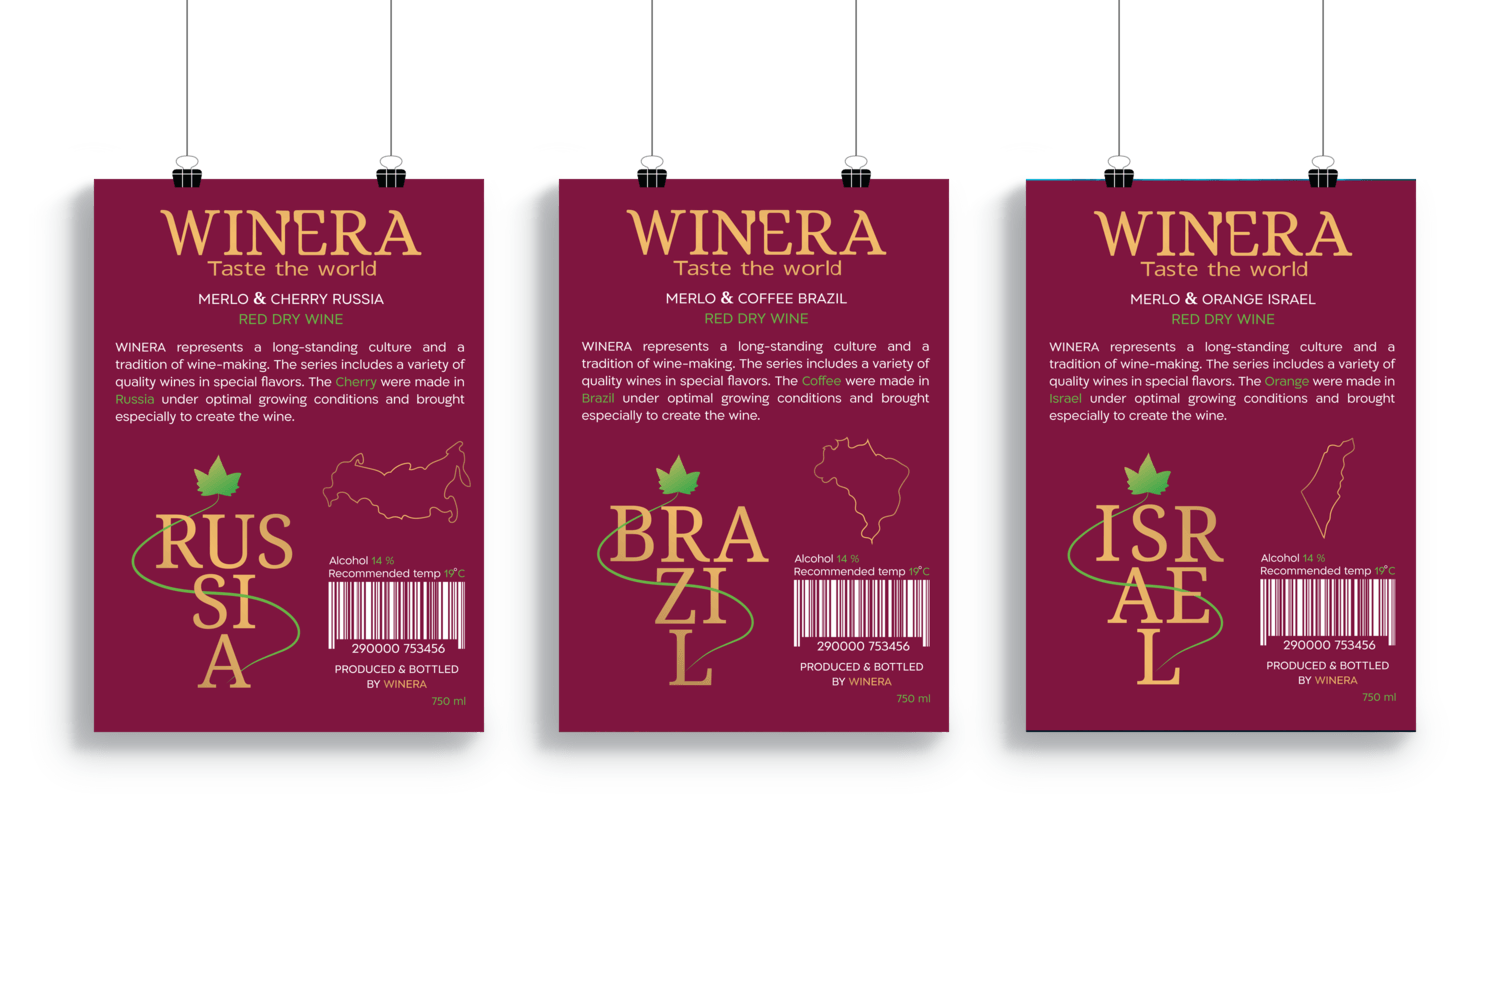 WINERA
Taste the world
MERLO & CHERRY RUSSIA
RED DRY WINE
WINERA represents a long-standing culture and a
tradition of wine-making. The series includes a variety of
quality wines in special flavors. The Cherry were made in
Russia under optimal growing conditions and brought
especially to create the wine.
RUS
SI
A
Alcohol 14 %
Recommended temp 19°C
290000 753456
PRODUCED & BOTTLED
BY WINERA
750 ml
WINERA
Taste the world
MERLO & COFFEE BRAZIL
RED DRY WINE
WINERA represents a long-standing culture and a
tradition of wine-making. The series includes a variety of
quality wines in special flavors. The Coffee were made in
Brazil under optimal growing conditions and brought
especially to create the wine.
BRA
ZI
L
Alcohol 14 %
Recommended temp 19°C
290000 753456
PRODUCED & BOTTLED
BY WINERA
750 ml
WINERA
Taste the world
MERLO & ORANGE ISRAEL
RED DRY WINE
WINERA represents a long-standing culture and a
tradition of wine-making. The series includes a variety of
quality wines in special flavors. The Orange were made in
Israel under optimal growing conditions and brought
especially to create the wine.
ISR
AE
L
Alcohol 14 %
Recommended temp 19°C
290000 753456
PRODUCED & BOTTLED
BY WINERA
750 ml